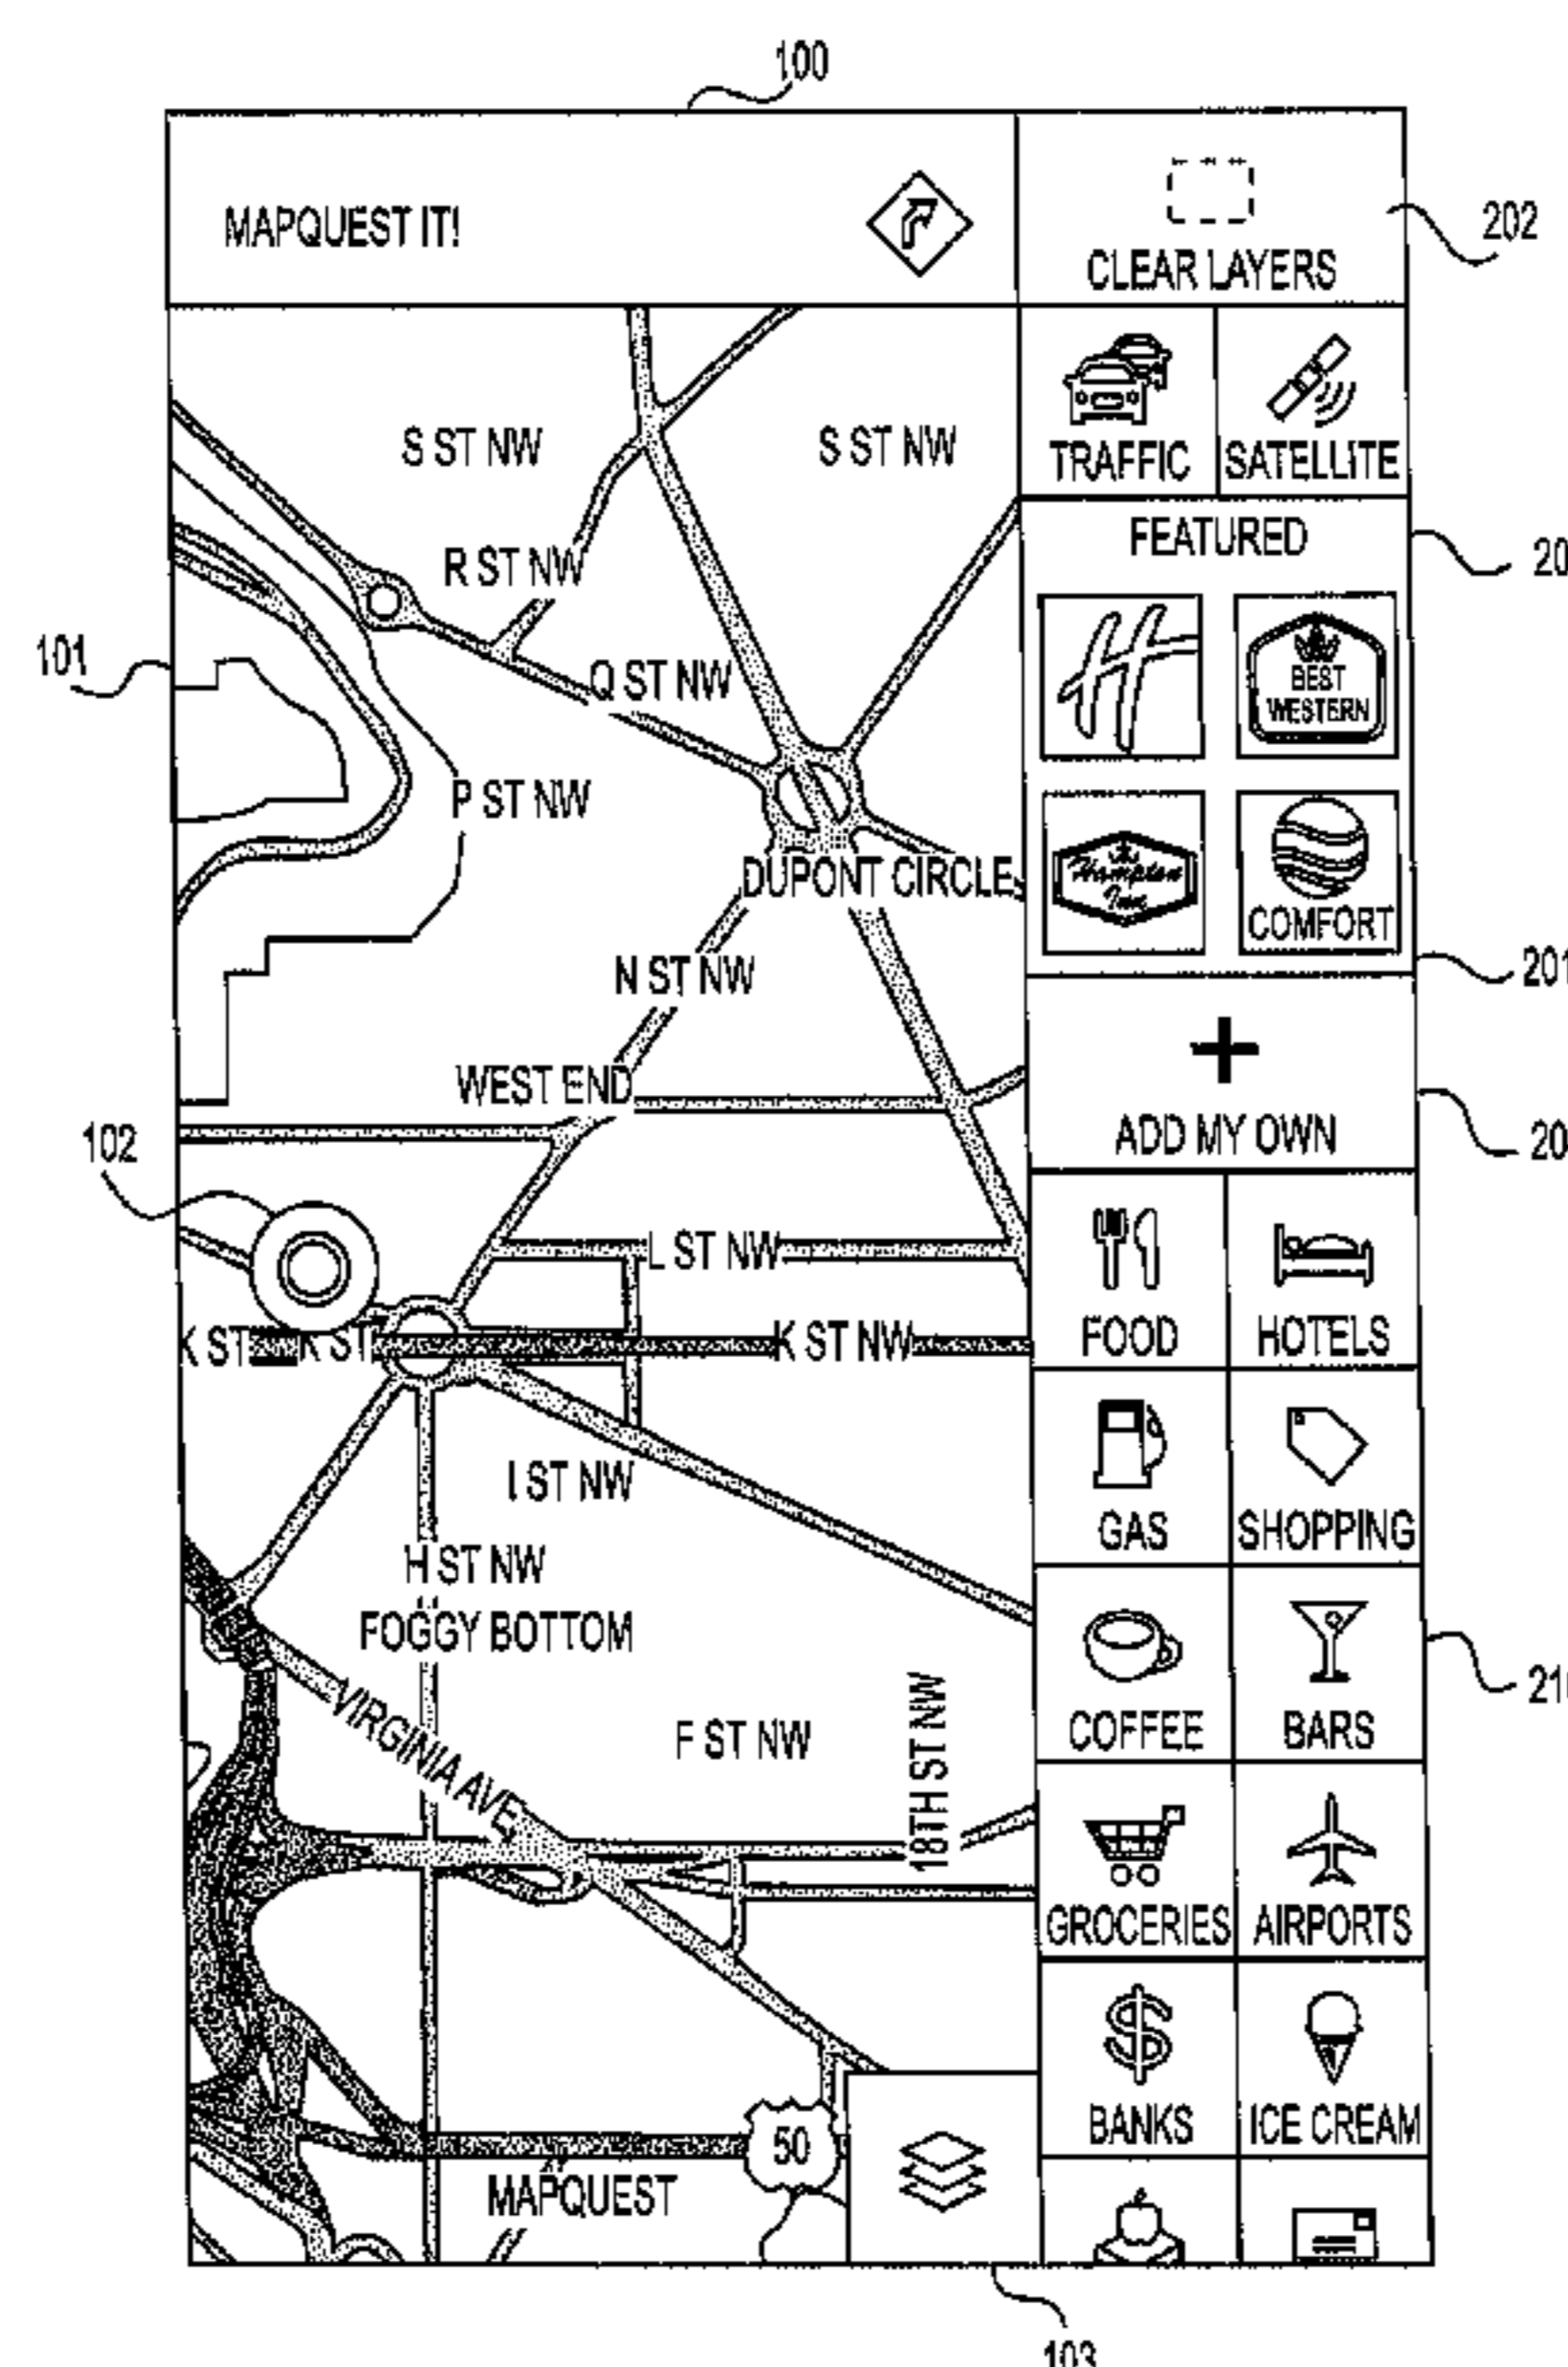 100
MAPQUEST IT!
CLEAR LAYERS
202
TRAFFIC
SATELLITE
S ST NW
S ST NW
FEATURED
R ST NW
101
Q ST NW
BEST
WESTERN
P ST NW
DUPONT CIRCLE
Hampton
Inn
COMFORT
201
N ST NW
WEST END
ADD MY OWN
102
L ST NW
FOOD
HOTELS
K ST
K ST
K ST NW
I ST NW
GAS
SHOPPING
H ST NW
FOGGY BOTTOM
VIRGINIA AVE
F ST NW
18TH ST NW
COFFEE
BARS
GROCERIES
AIRPORTS
$
BANKS
ICE CREAM
50
MAPQUEST
103